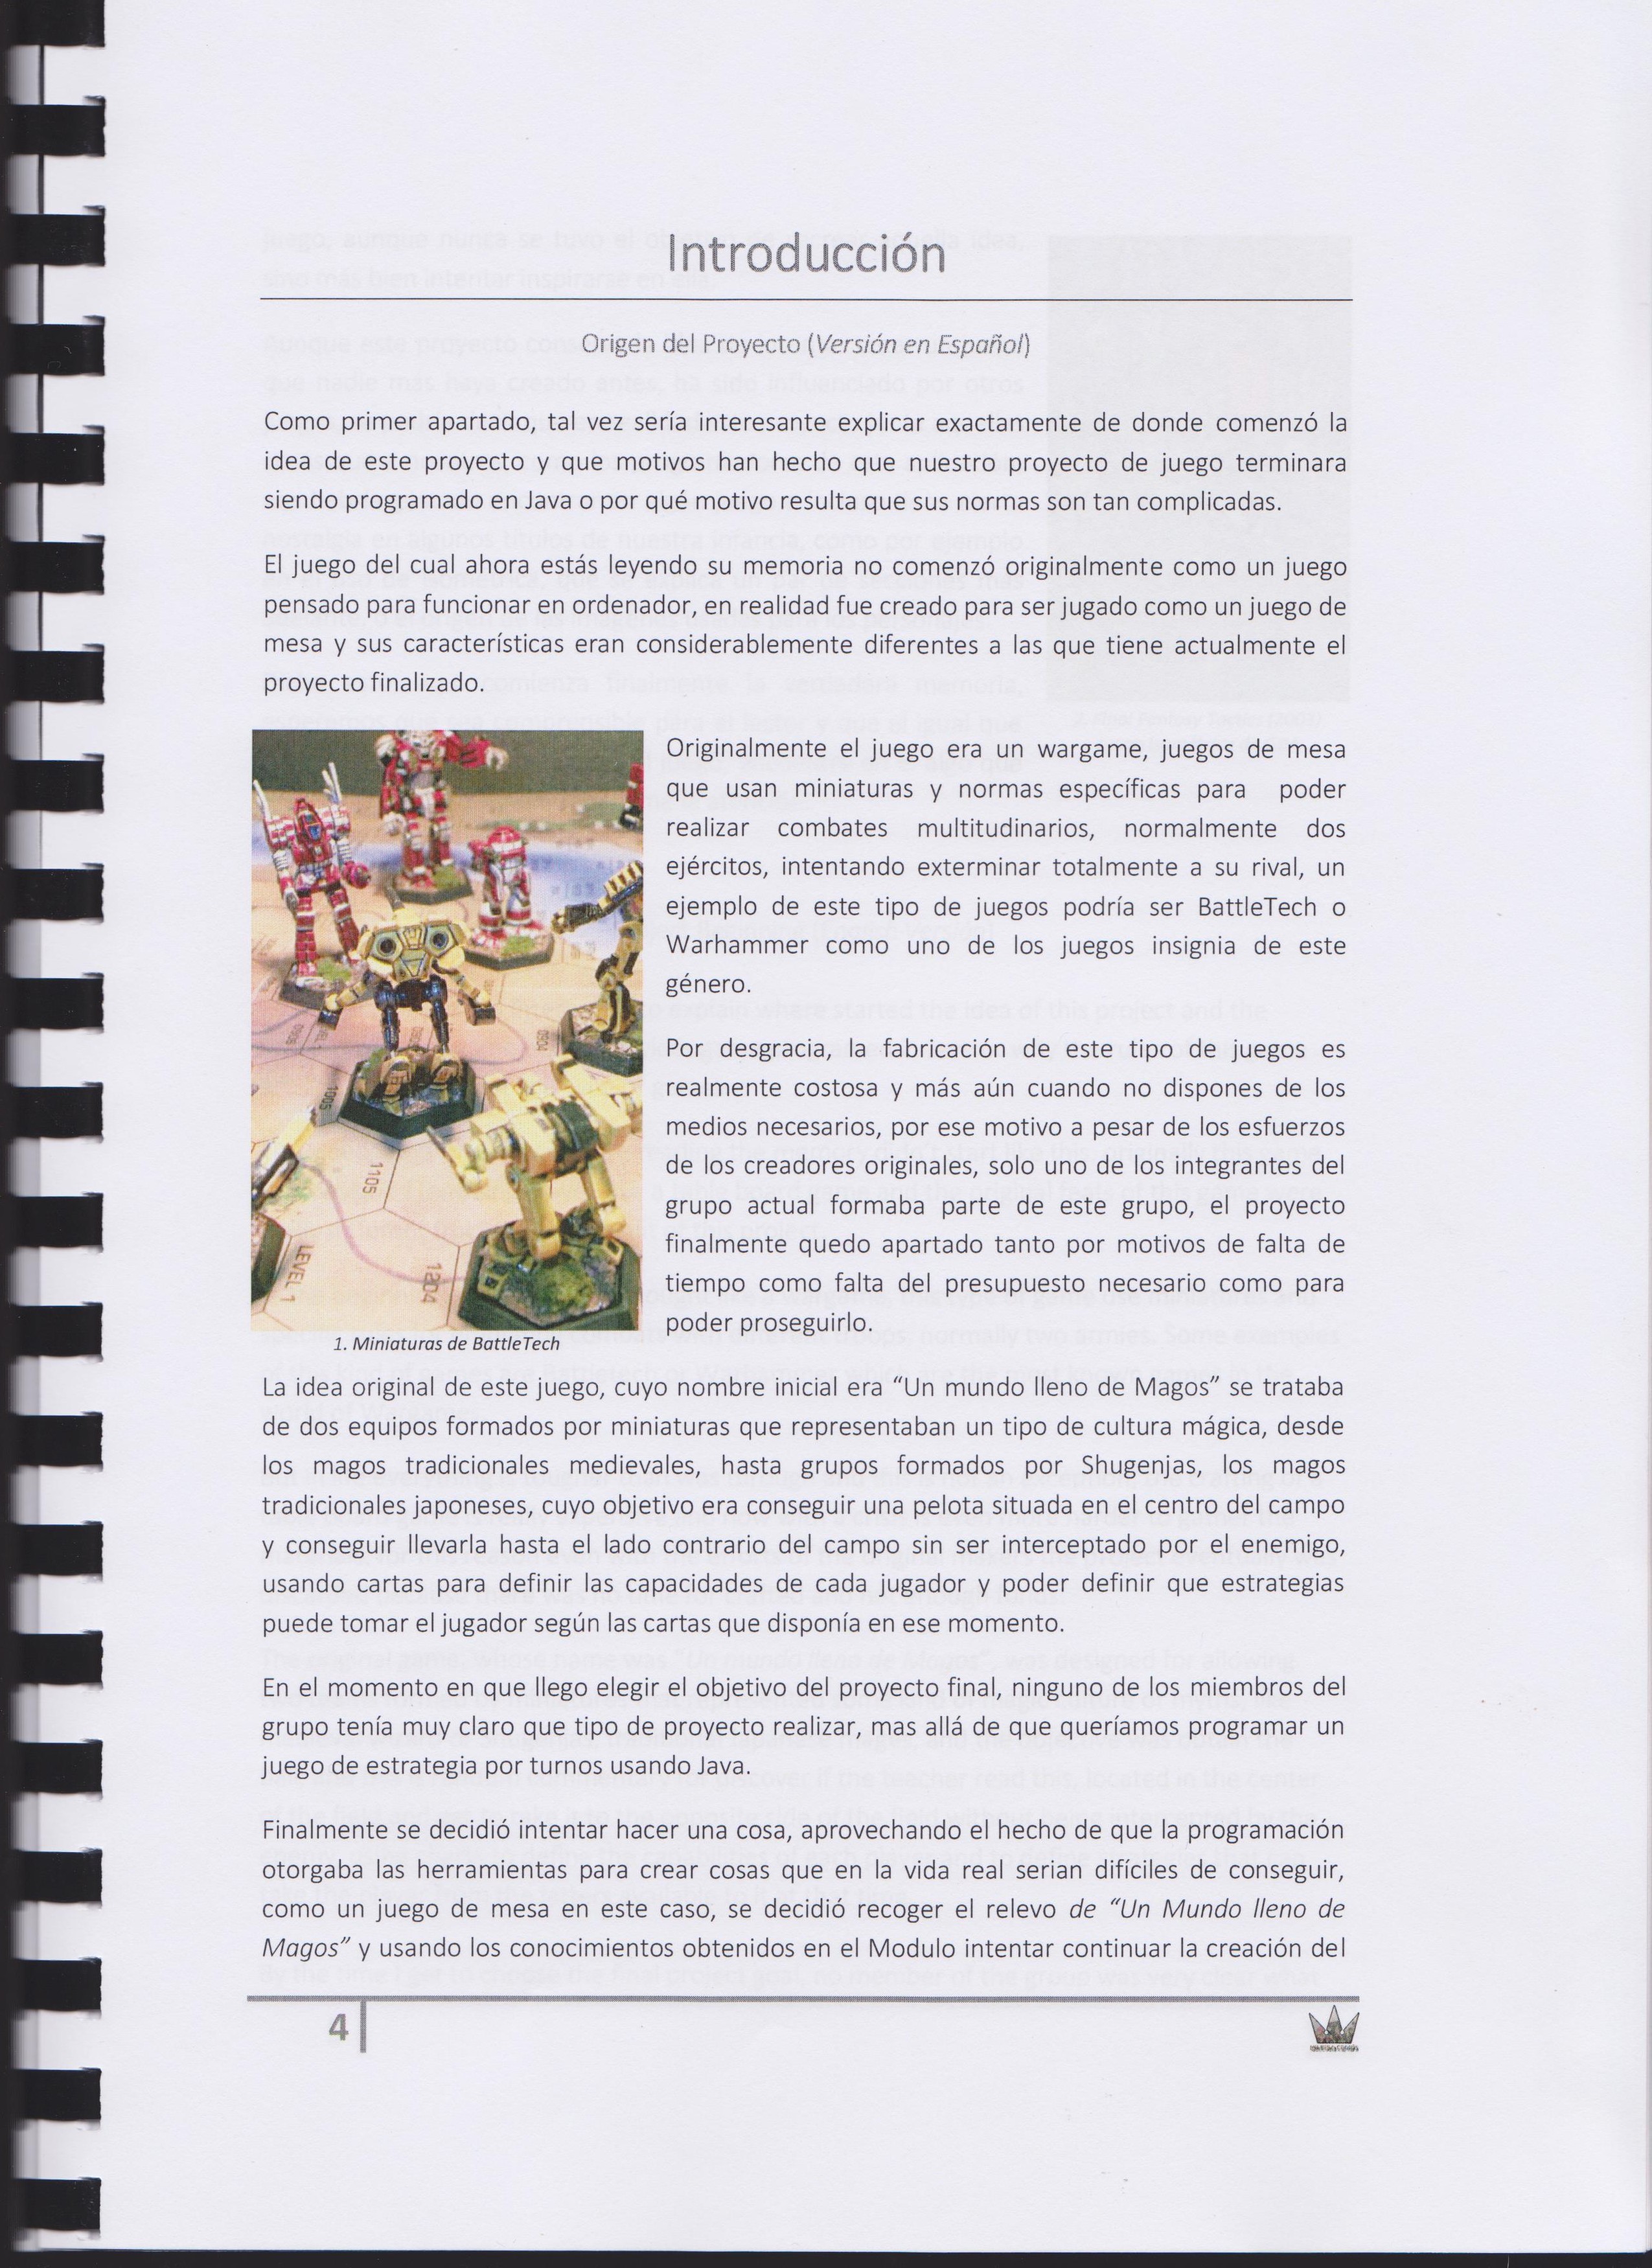 Introducción
Origen del Proyecto (Versión en Español)
Como primer apartado, tal vez sería interesante explicar exactamente de donde comenzó la
idea de este proyecto y que motivos han hecho que nuestro proyecto de juego terminara
siendo programado en Java o por qué motivo resulta que sus normas son tan complicadas.
El juego del cual ahora estás leyendo su memoria no comenzó originalmente como un juego
pensado para funcionar en ordenador, en realidad fue creado para ser jugado como un juego de
mesa y sus características eran considerablemente diferentes a las que tiene actualmente el
proyecto finalizado.
Originalmente el juego era un wargame, juegos de mesa
que usan miniaturas y normas específicas para poder
realizar combates multitudinarios, normalmente dos
ejércitos, intentando exterminar totalmente a su rival, un
ejemplo de este tipo de juegos podría ser BattleTech o
Warhammer como uno de los juegos insignia de este
género.
Por desgracia, la fabricación de este tipo de juegos es
realmente costosa y más aún cuando no dispones de los
medios necesarios, por ese motivo a pesar de los esfuerzos
de los creadores originales, solo uno de los integrantes del
grupo actual formaba parte de este grupo, el proyecto
finalmente quedo apartado tanto por motivos de falta de
tiempo como falta del presupuesto necesario como para
poder proseguirlo.
1005
1105
LEVEL 1
1204
1. Miniaturas de BattleTech
La idea original de este juego, cuyo nombre inicial era “Un mundo lleno de Magos” se trataba
de dos equipos formados por miniaturas que representaban un tipo de cultura mágica, desde
los magos tradicionales medievales, hasta grupos formados por Shugenjas, los magos
tradicionales japoneses, cuyo objetivo era conseguir una pelota situada en el centro del campo
y conseguir llevarla hasta el lado contrario del campo sin ser interceptado por el enemigo,
usando cartas para definir las capacidades de cada jugador y poder definir que estrategias
puede tomar el jugador según las cartas que disponía en ese momento.
En el momento en que llego elegir el objetivo del proyecto final, ninguno de los miembros del
grupo tenía muy claro que tipo de proyecto realizar, mas allá de que queríamos programar un
juego de estrategia por turnos usando Java.
Finalmente se decidió intentar hacer una cosa, aprovechando el hecho de que la programación
otorgaba las herramientas para crear cosas que en la vida real serian difíciles de conseguir,
como un juego de mesa en este caso, se decidió recoger el relevo de “Un Mundo lleno de
Magos” y usando los conocimientos obtenidos en el Modulo intentar continuar la creación del
4